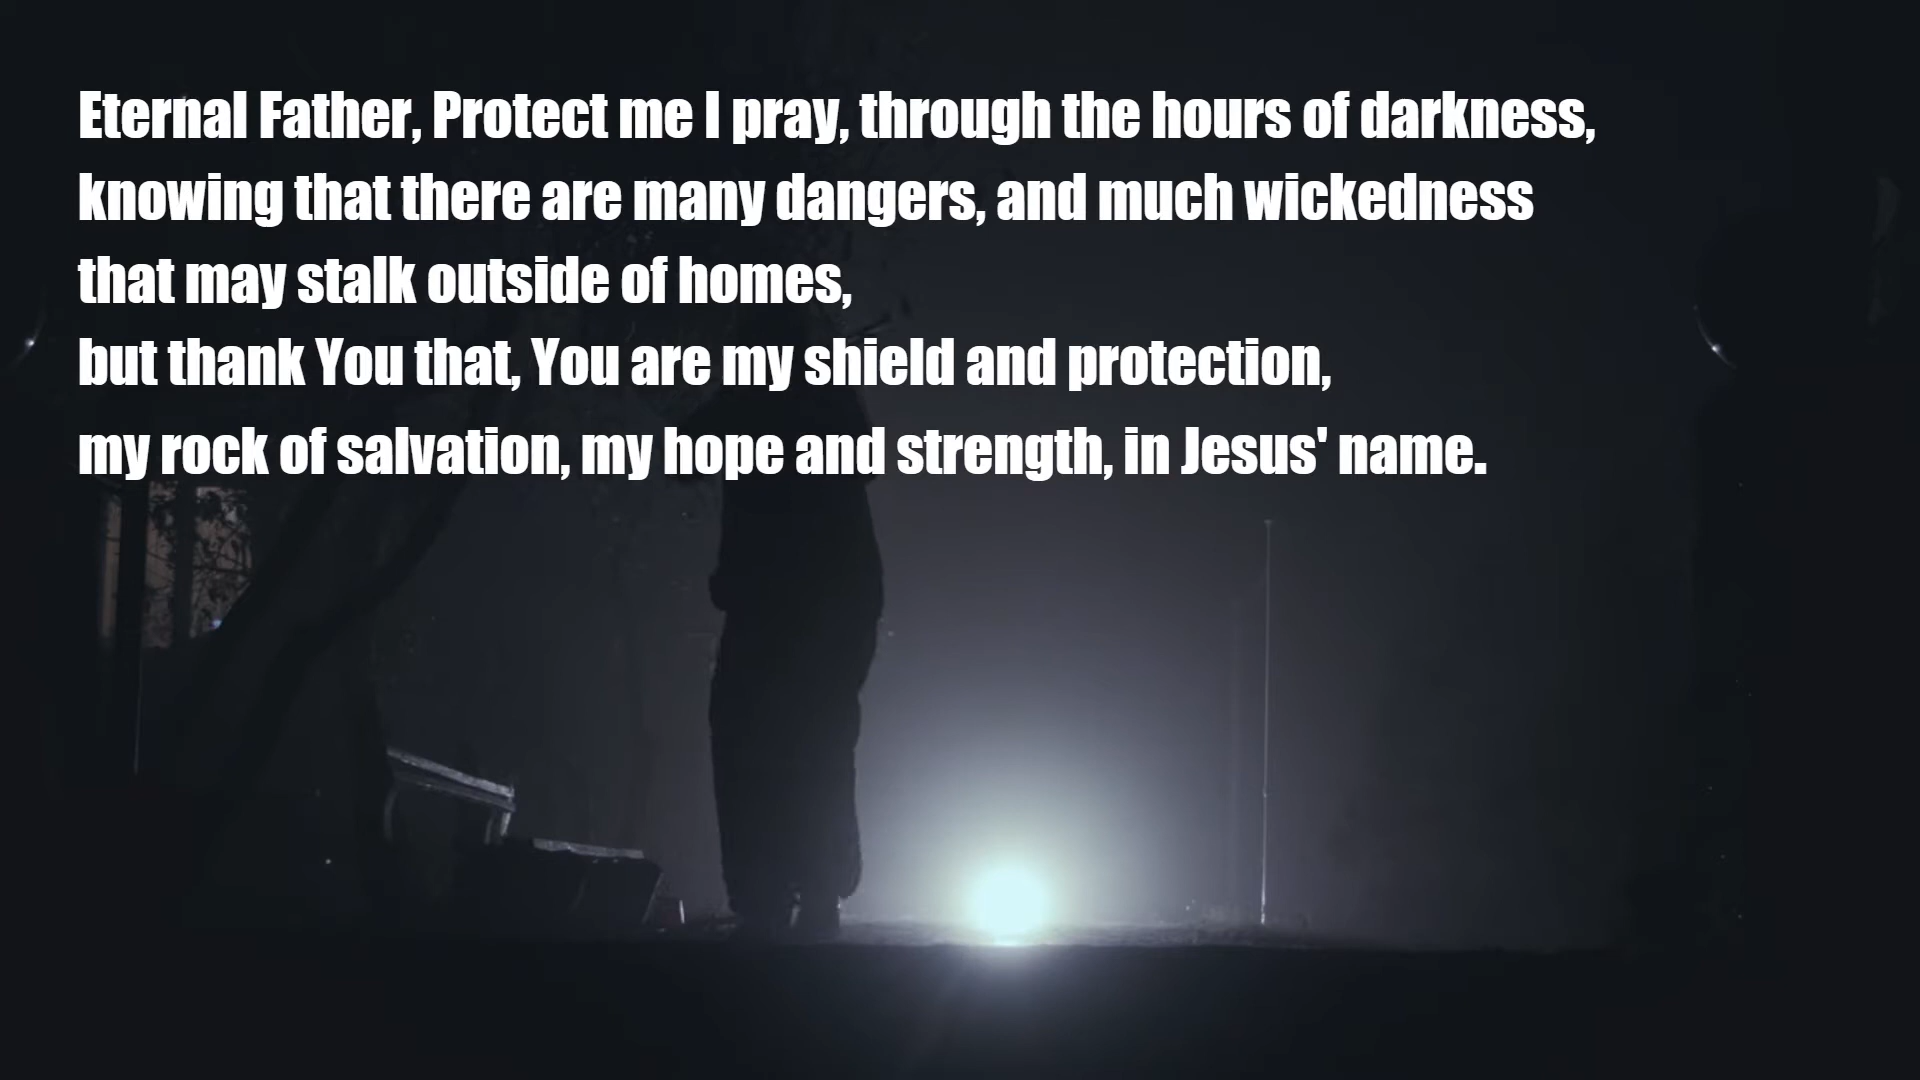 Eternal Father, Protect me I pray, through the hours of darkness,
knowing that there are many dangers, and much wickedness
that may stalk outside of homes,
but thank You that, You are my shield and protection,
my rock of salvation, my hope and strength, in Jesus' name.